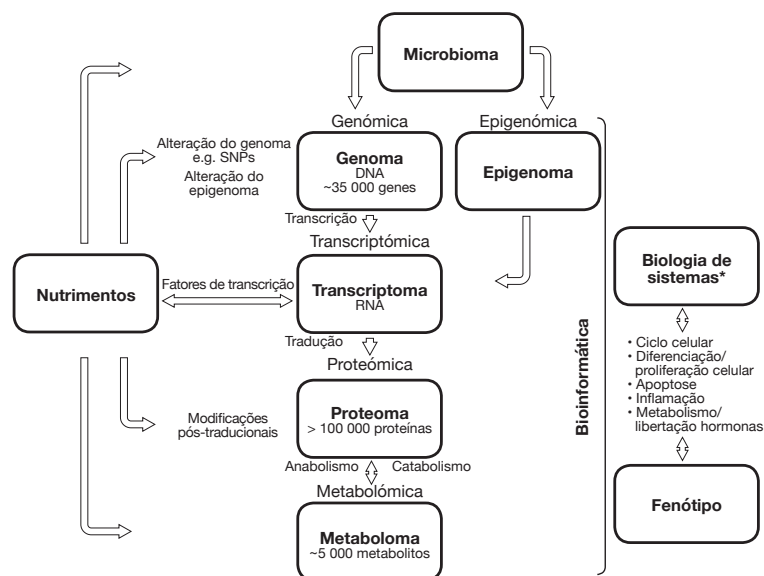 Microbioma
Genómica
Epigenómica
Alteração do genoma
e.g. SNPs
Alteração do
epigenoma
Genoma
DNA
~35 000 genes
Epigenoma
Transcrição
Transcriptómica
Nutrimentos
Fatores de transcrição
Transcriptoma
RNA
Tradução
Proteómica
Modificações
pós-traducionais
Proteoma
> 100 000 proteínas
Anabolismo
Catabolismo
Metabolómica
Metaboloma
~5 000 metabolitos
Bioinformática
Biologia de
sistemas*
• Ciclo celular
• Diferenciação/
proliferação celular
• Apoptose
• Inflamação
• Metabolismo/
libertação hormonas
Fenótipo